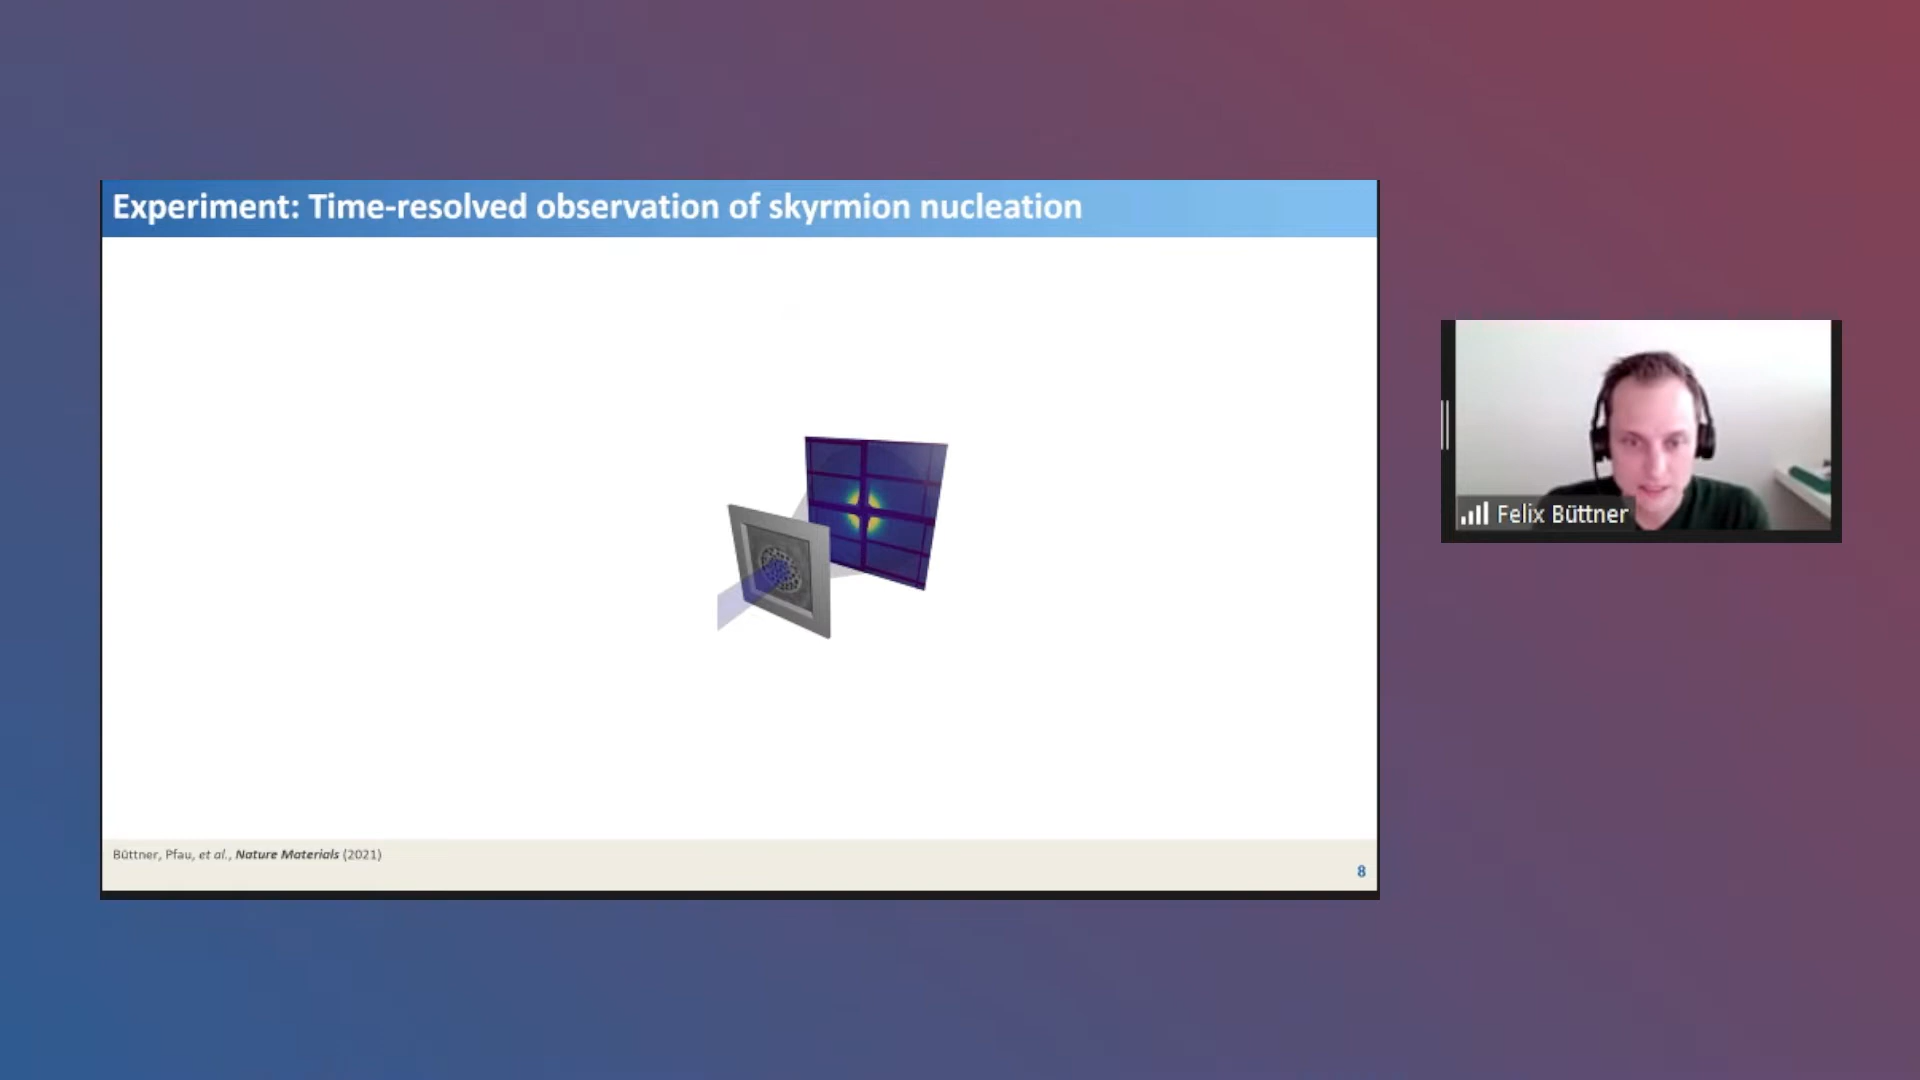 Experiment: Time-resolved observation of skyrmion nucleation
Felix Büttner
Büttner, Pfau, et al., Nature Materials (2021)
8